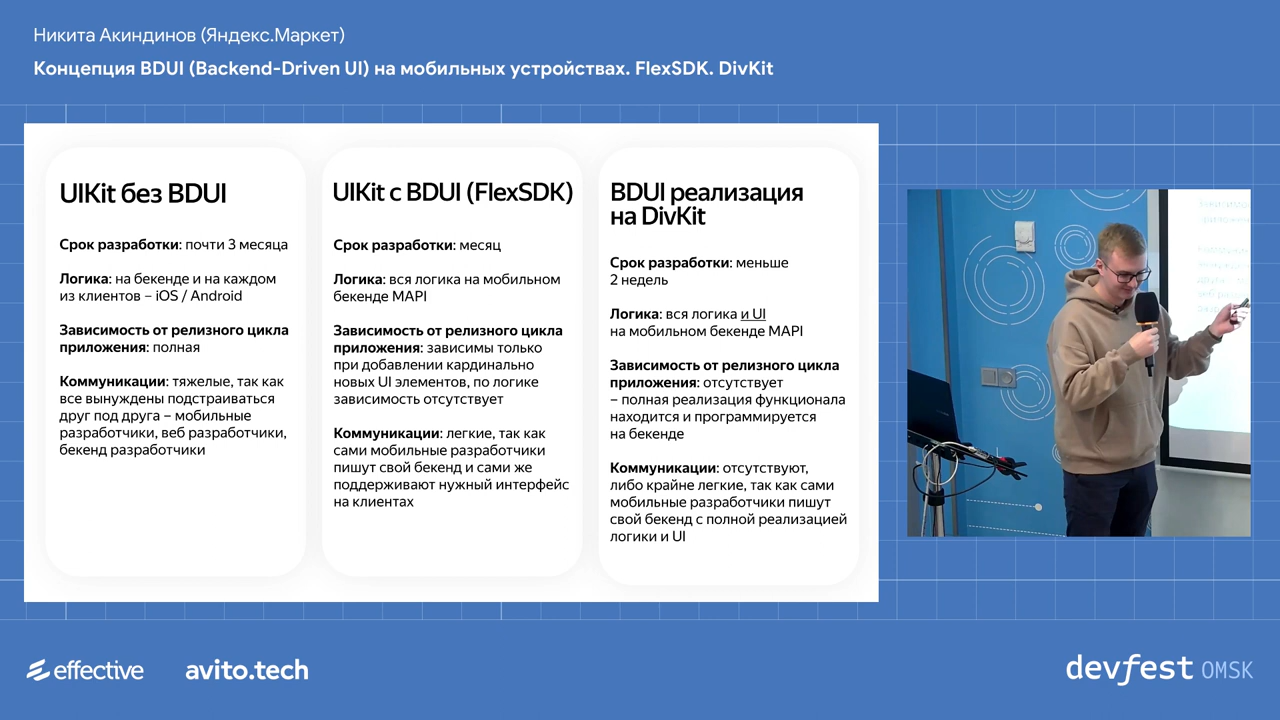 Никита Акиндинов (Яндекс.Маркет)
Концепция BDUI (Backend-Driven UI) на мобильных устройствах. FlexSDK. DivKit
UIKit без BDUI
Срок разработки: почти 3 месяца
Логика: на бекенде и на каждом
из клиентов – iOS / Android
Зависимость от релизного цикла
приложения: полная
Коммуникации: тяжелые, так как
все вынуждены подстраиваться
друг под друга – мобильные
разработчики, веб разработчики,
бекенд разработчики
UIKit с BDUI (FlexSDK)
Срок разработки: месяц
Логика: вся логика на мобильном
бекенде MAPI
Зависимость от релизного цикла
приложения: зависимы только
при добавлении кардинально
новых UI элементов, по логике
зависимость отсутствует
Коммуникации: легкие, так как
сами мобильные разработчики
пишут свой бекенд и сами же
поддерживают нужный интерфейс
на клиентах
BDUI реализация
на DivKit
Срок разработки: меньше
2 недель
Логика: вся логика и UI
на мобильном бекенде MAPI
Зависимость от релизного цикла
приложения: отсутствует
– полная реализация функционала
находится и программируется
на бекенде
Коммуникации: отсутствуют,
либо крайне легкие, так как сами
мобильные разработчики пишут
свой бекенд с полной реализацией
логики и UI
effective
avito.tech
devfest OMSK